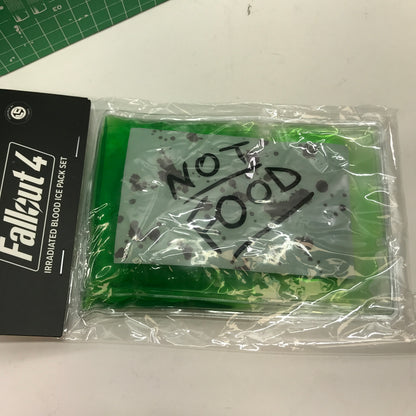 Fallout 4
IRRADIATED BLOOD ICE PACK SET
NOT
FOOD